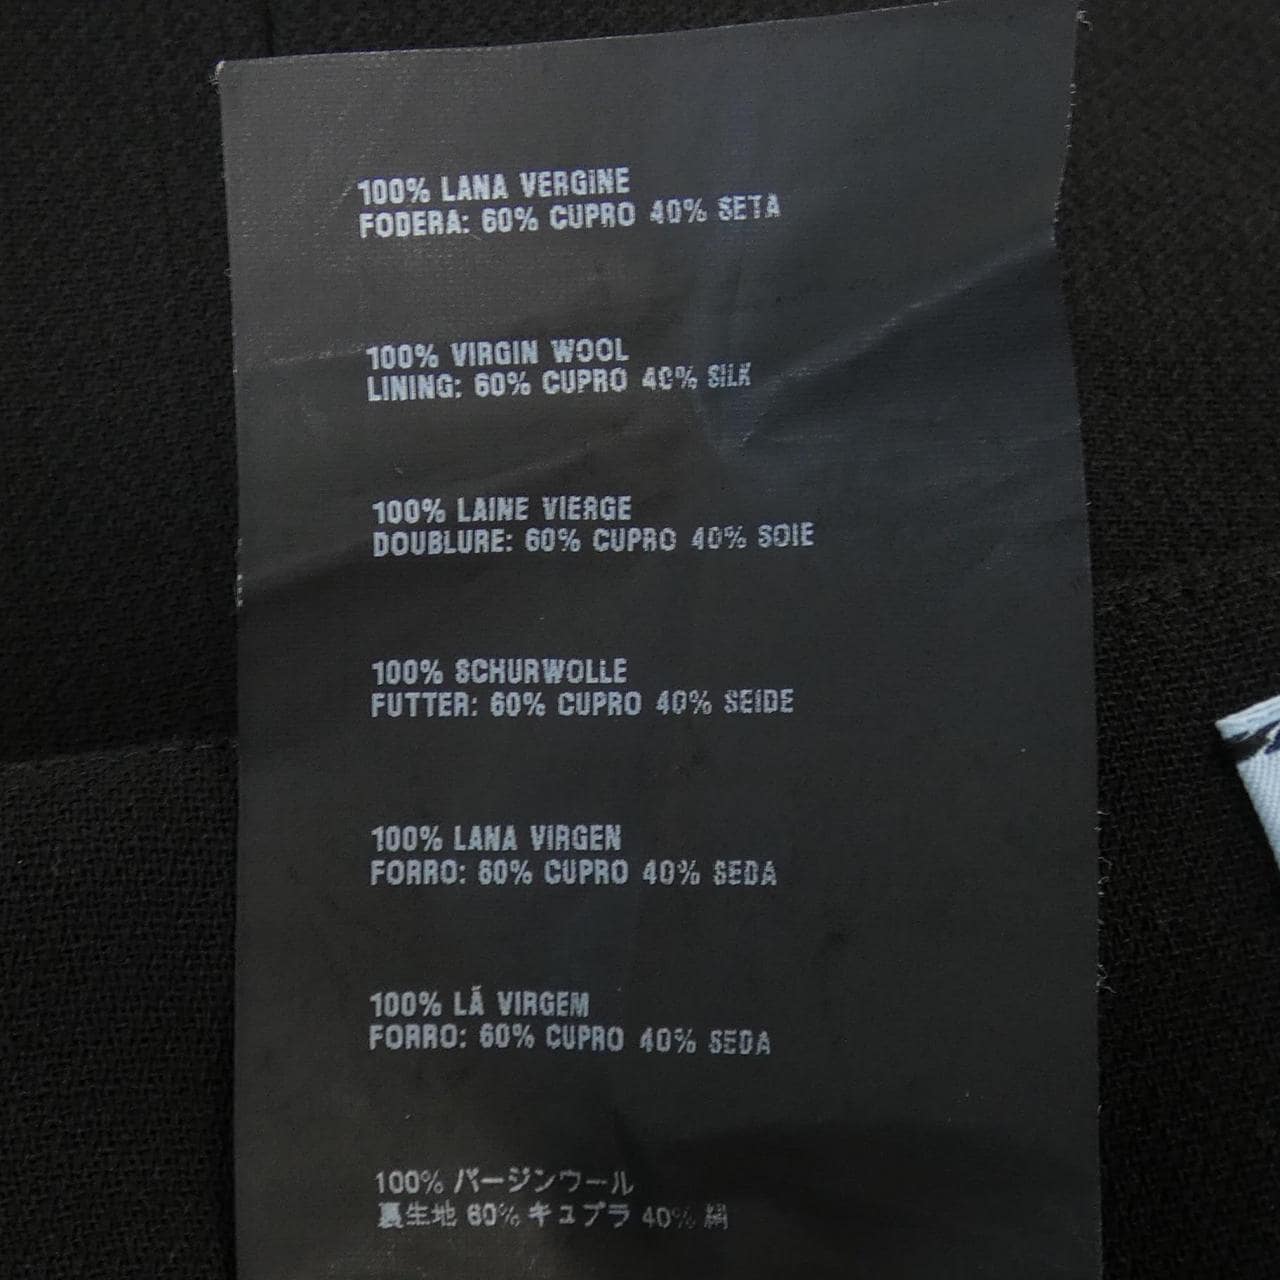 100% LANA VERGINE
FODERA: 60% CUPRO 40% SETA
100% VIRGIN WOOL
LINING: 60% CUPRO 40% SILK
100% LAINE VIERGE
DOUBLURE: 60% CUPRO 40% SOIE
100% SCHURWOLLE
FUTTER: 60% CUPRO 40% SEIDE
100% LANA VIRGEN
FORRO: 60% CUPRO 40% SEDA
100% LÃ VIRGEM
FORRO: 60% CUPRO 40% SEDA
100% バージンウール
裏生地 60% キュプラ 40% 絹